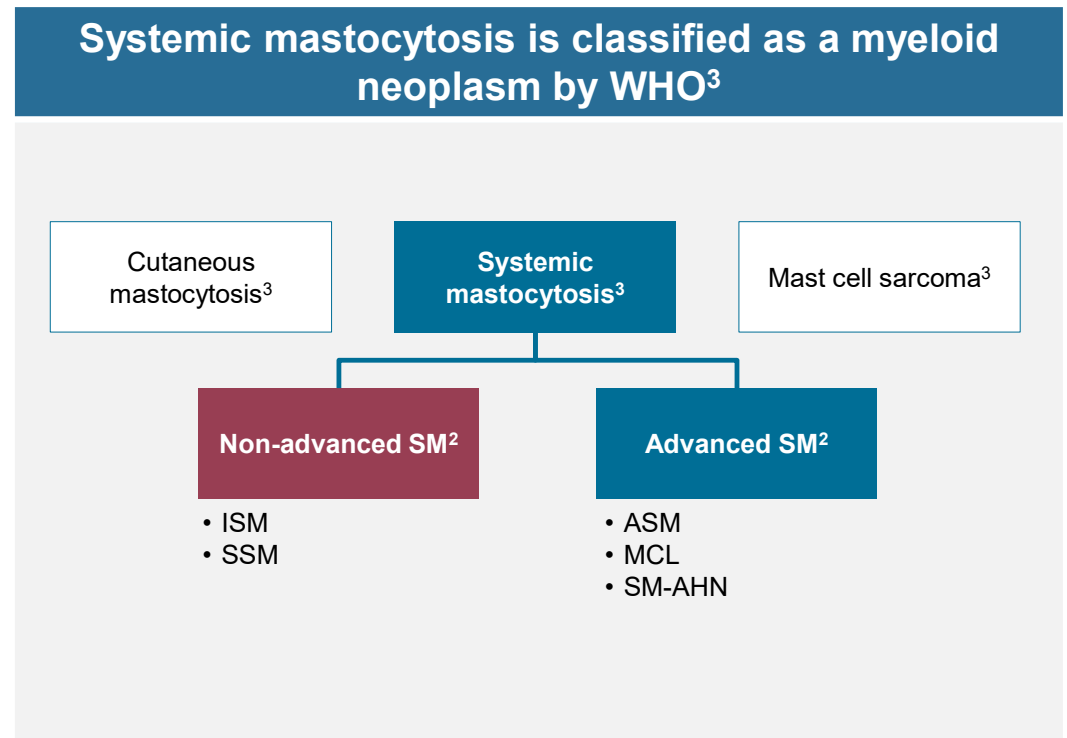 Systemic mastocytosis is classified as a myeloid
neoplasm by WHO³
Cutaneous
mastocytosis³
Systemic
mastocytosis³
Mast cell sarcoma³
Non-advanced SM²
• ISM
• SSM
Advanced SM²
• ASM
• MCL
• SM-AHN